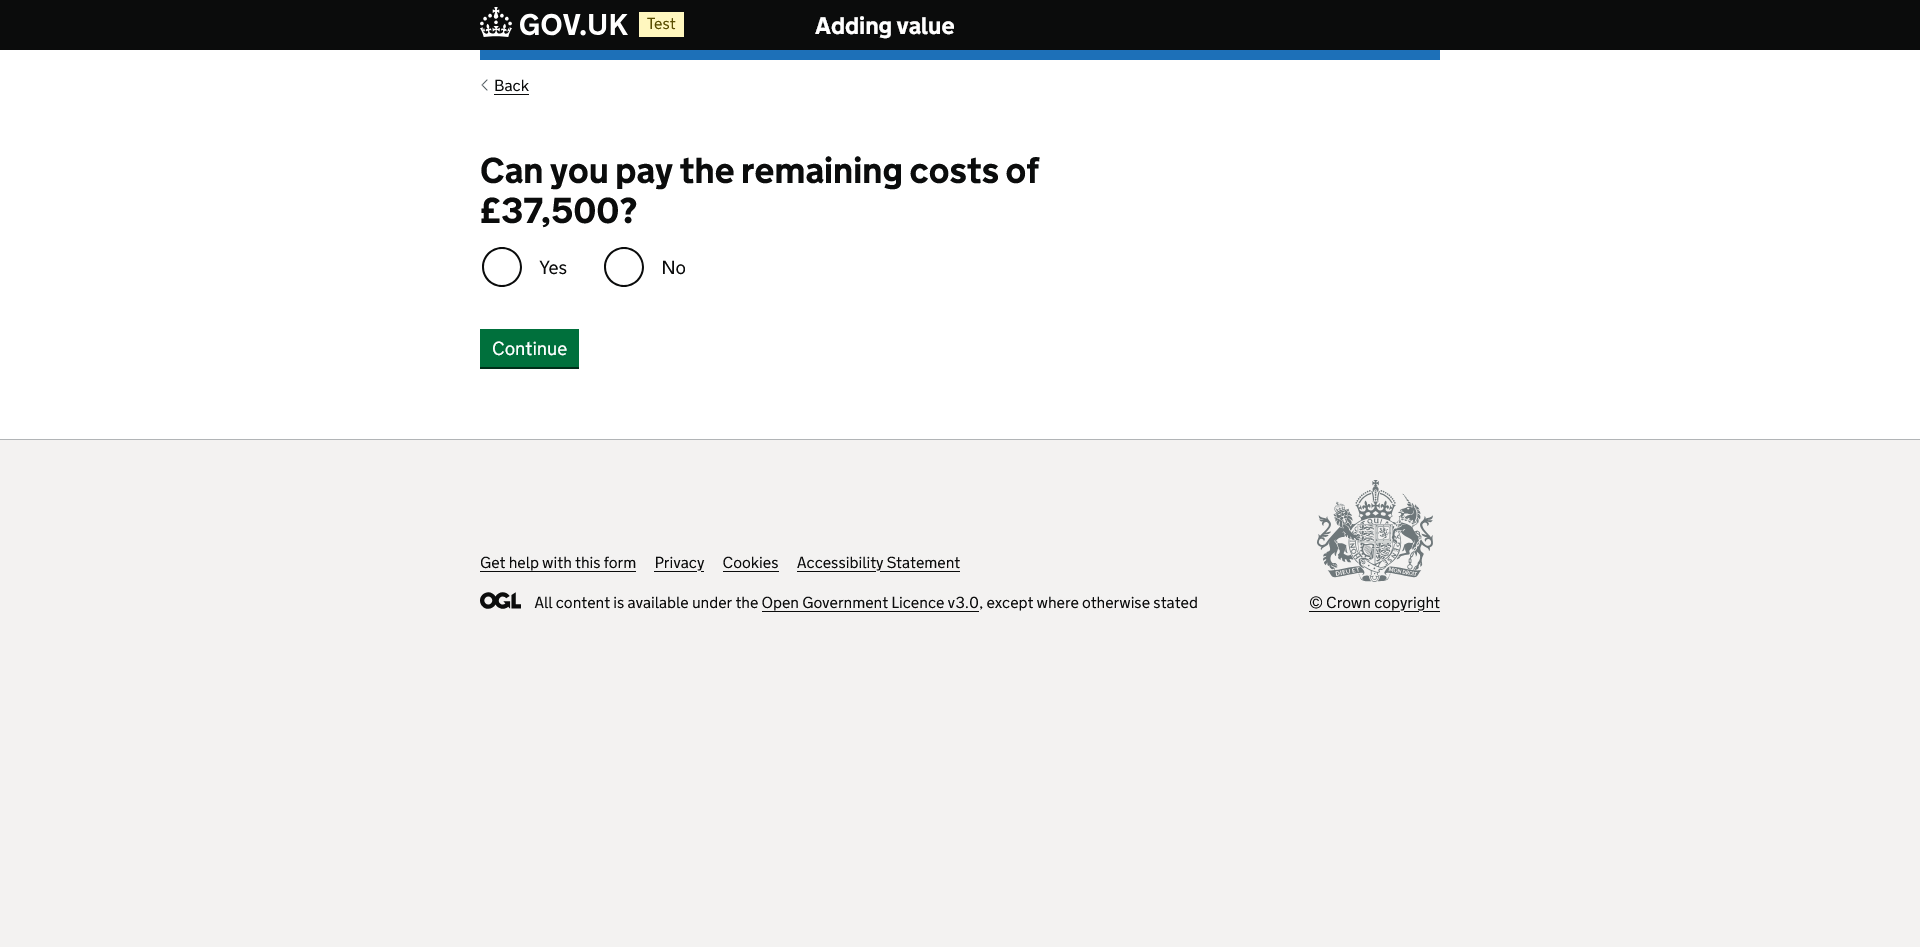 GOV.UK Test Adding value
Back
Can you pay the remaining costs of
£37,500?
Yes No
Continue
Get help with this form Privacy Cookies Accessibility Statement
OGL All content is available under the Open Government Licence v3.0, except where otherwise stated
© Crown copyright